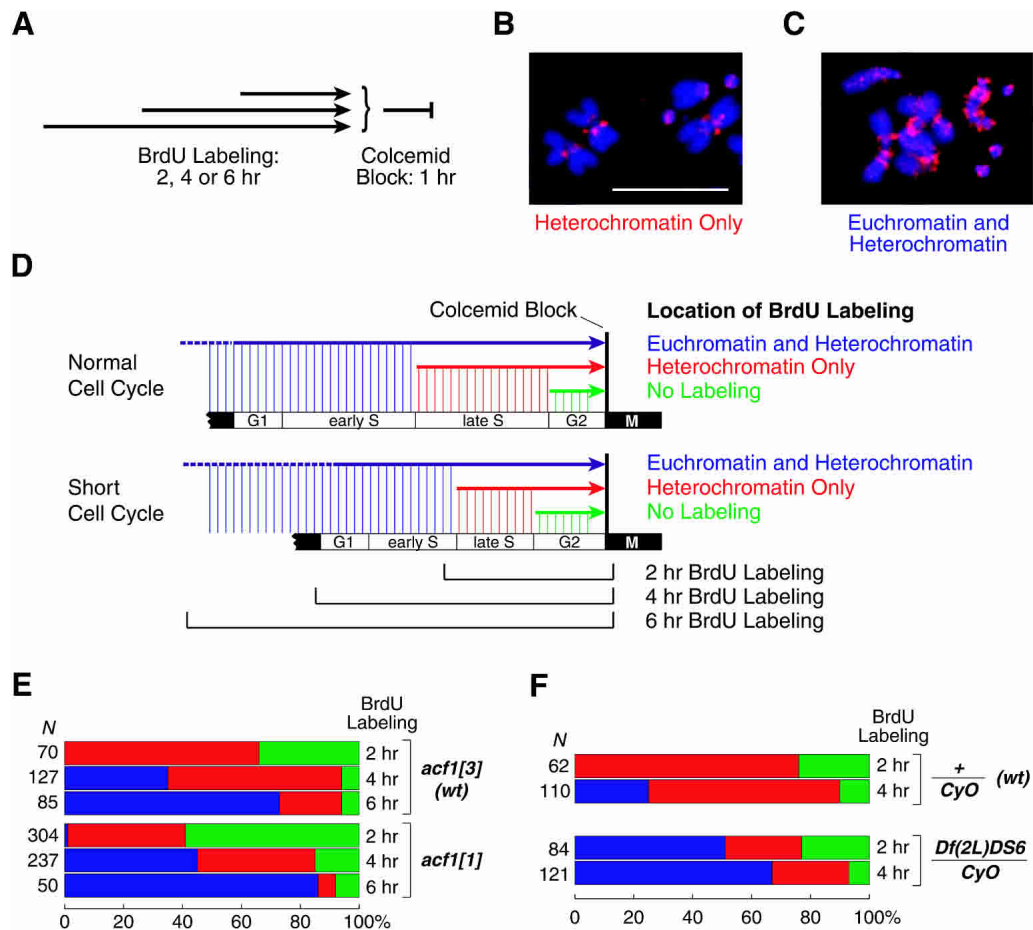 A
B
C
BrdU Labeling:
2, 4 or 6 hr
Colcemid
Block: 1 hr
Heterochromatin Only
Euchromatin and
Heterochromatin
D
Colcemid Block
Location of BrdU Labeling
Normal
Cell Cycle
Euchromatin and Heterochromatin
Heterochromatin Only
No Labeling
G1 early S late S G2 M
Short
Cell Cycle
Euchromatin and Heterochromatin
Heterochromatin Only
No Labeling
G1 early S late S G2 M
2 hr BrdU Labeling
4 hr BrdU Labeling
6 hr BrdU Labeling
E
N
BrdU
Labeling
70 2 hr
127 4 hr
85 6 hr
acf1[3]
(wt)
304 2 hr
237 4 hr
50 6 hr
acf1[1]
0 20 40 60 80 100%
F
N
BrdU
Labeling
62 2 hr
110 4 hr
+
CyO
(wt)
84 2 hr
121 4 hr
Df(2L)DS6
CyO
0 20 40 60 80 100%